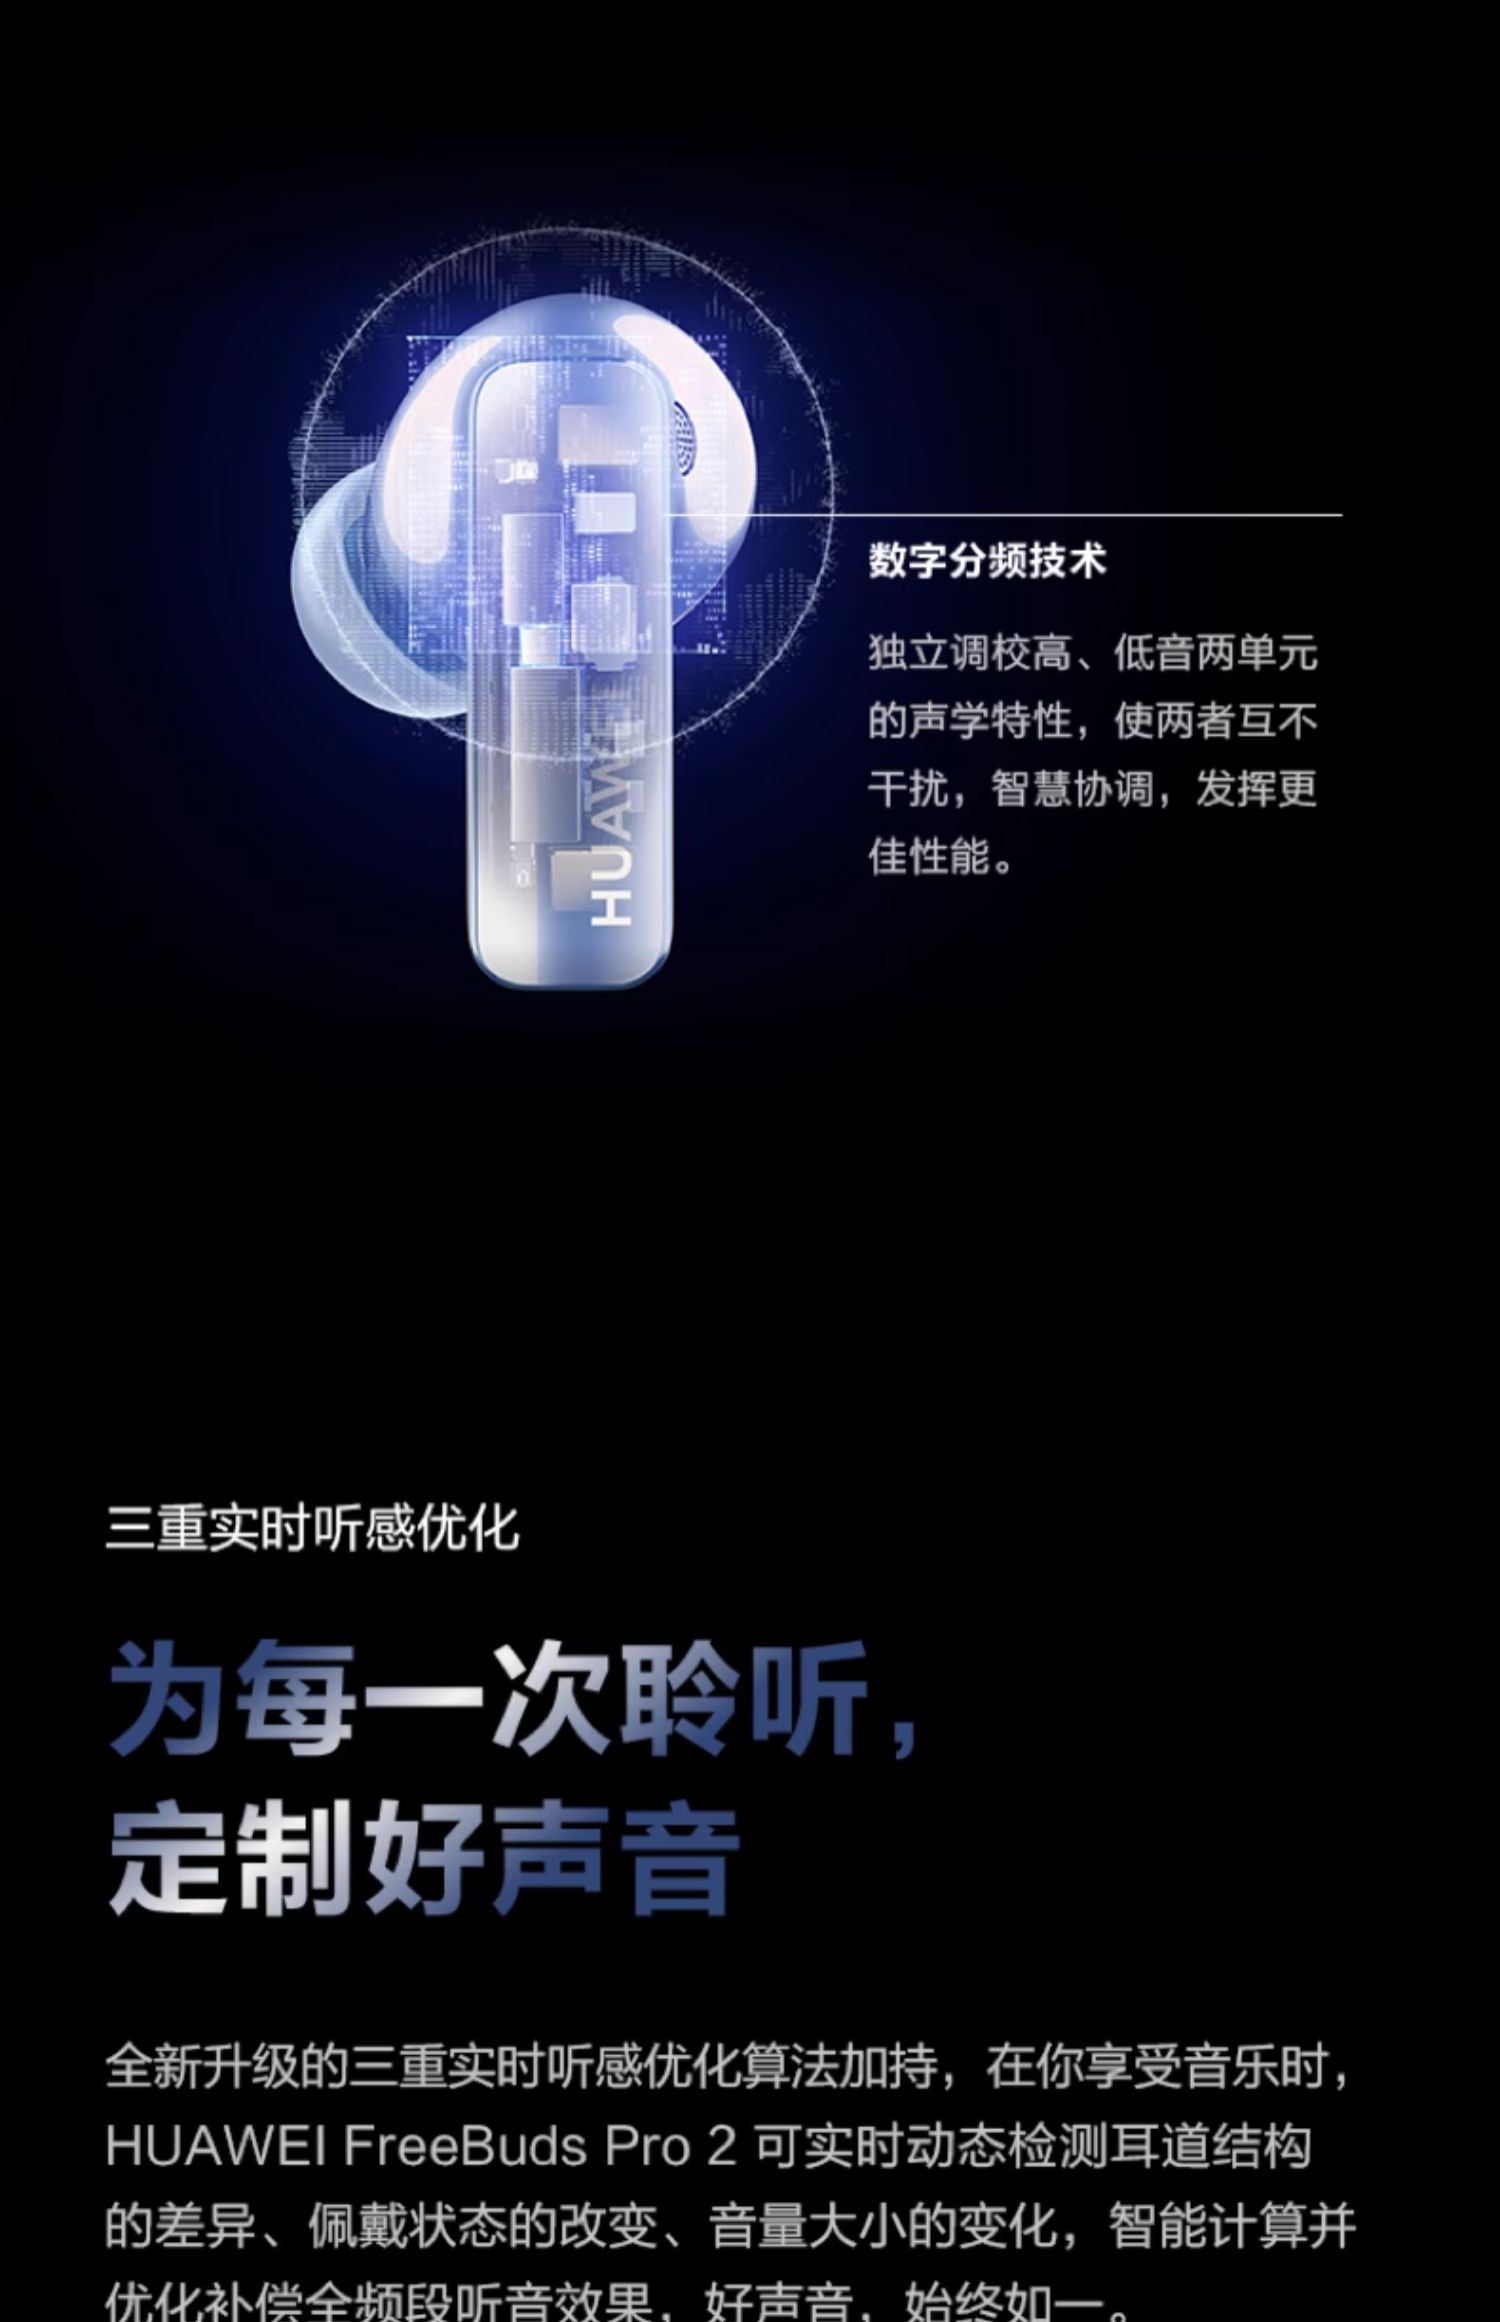 HUAWEI
数字分频技术
独立调校高、低音两单元
的声学特性，使两者互不
干扰，智慧协调，发挥更
佳性能。
三重实时听感优化
为每一次聆听，
定制好声音
全新升级的三重实时听感优化算法加持，在你享受音乐时，
HUAWEI FreeBuds Pro 2 可实时动态检测耳道结构
的差异、佩戴状态的改变、音量大小的变化，智能计算并
优化补偿全频段听音效果，好声音，始终如一。